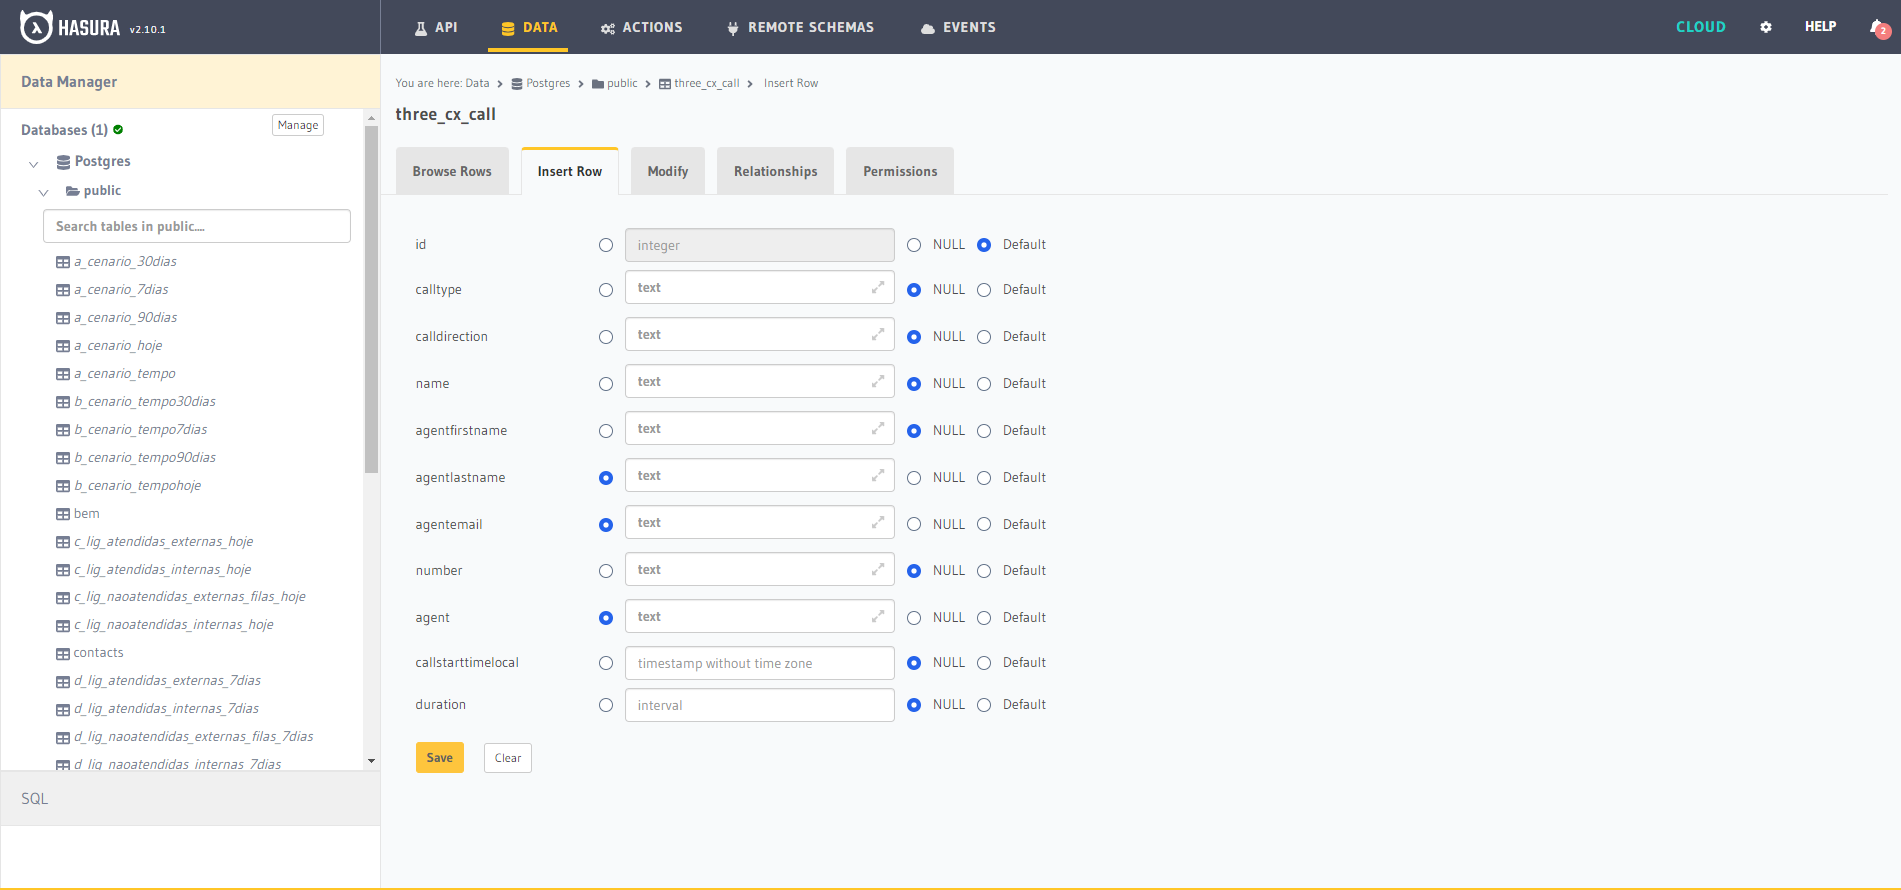 HASURA v2.10.1
API
DATA
ACTIONS
REMOTE SCHEMAS
EVENTS
CLOUD
HELP
2
Data Manager
Databases (1)
Manage
Postgres
public
Search tables in public....
a_cenario_30dias
a_cenario_7dias
a_cenario_90dias
a_cenario_hoje
a_cenario_tempo
b_cenario_tempo30dias
b_cenario_tempo7dias
b_cenario_tempo90dias
b_cenario_tempohoje
bem
c_lig_atendidas_externas_hoje
c_lig_atendidas_internas_hoje
c_lig_naoatendidas_externas_filas_hoje
c_lig_naoatendidas_internas_hoje
contacts
d_lig_atendidas_externas_7dias
d_lig_atendidas_internas_7dias
d_lig_naoatendidas_externas_filas_7dias
d_lig_naoatendidas_internas_7dias
SQL
You are here: Data > Postgres > public > three_cx_call > Insert Row
three_cx_call
Browse Rows
Insert Row
Modify
Relationships
Permissions
id integer NULL Default
calltype text NULL Default
calldirection text NULL Default
name text NULL Default
agentfirstname text NULL Default
agentlastname text NULL Default
agentemail text NULL Default
number text NULL Default
agent text NULL Default
callstarttimelocal timestamp without time zone NULL Default
duration interval NULL Default
Save
Clear